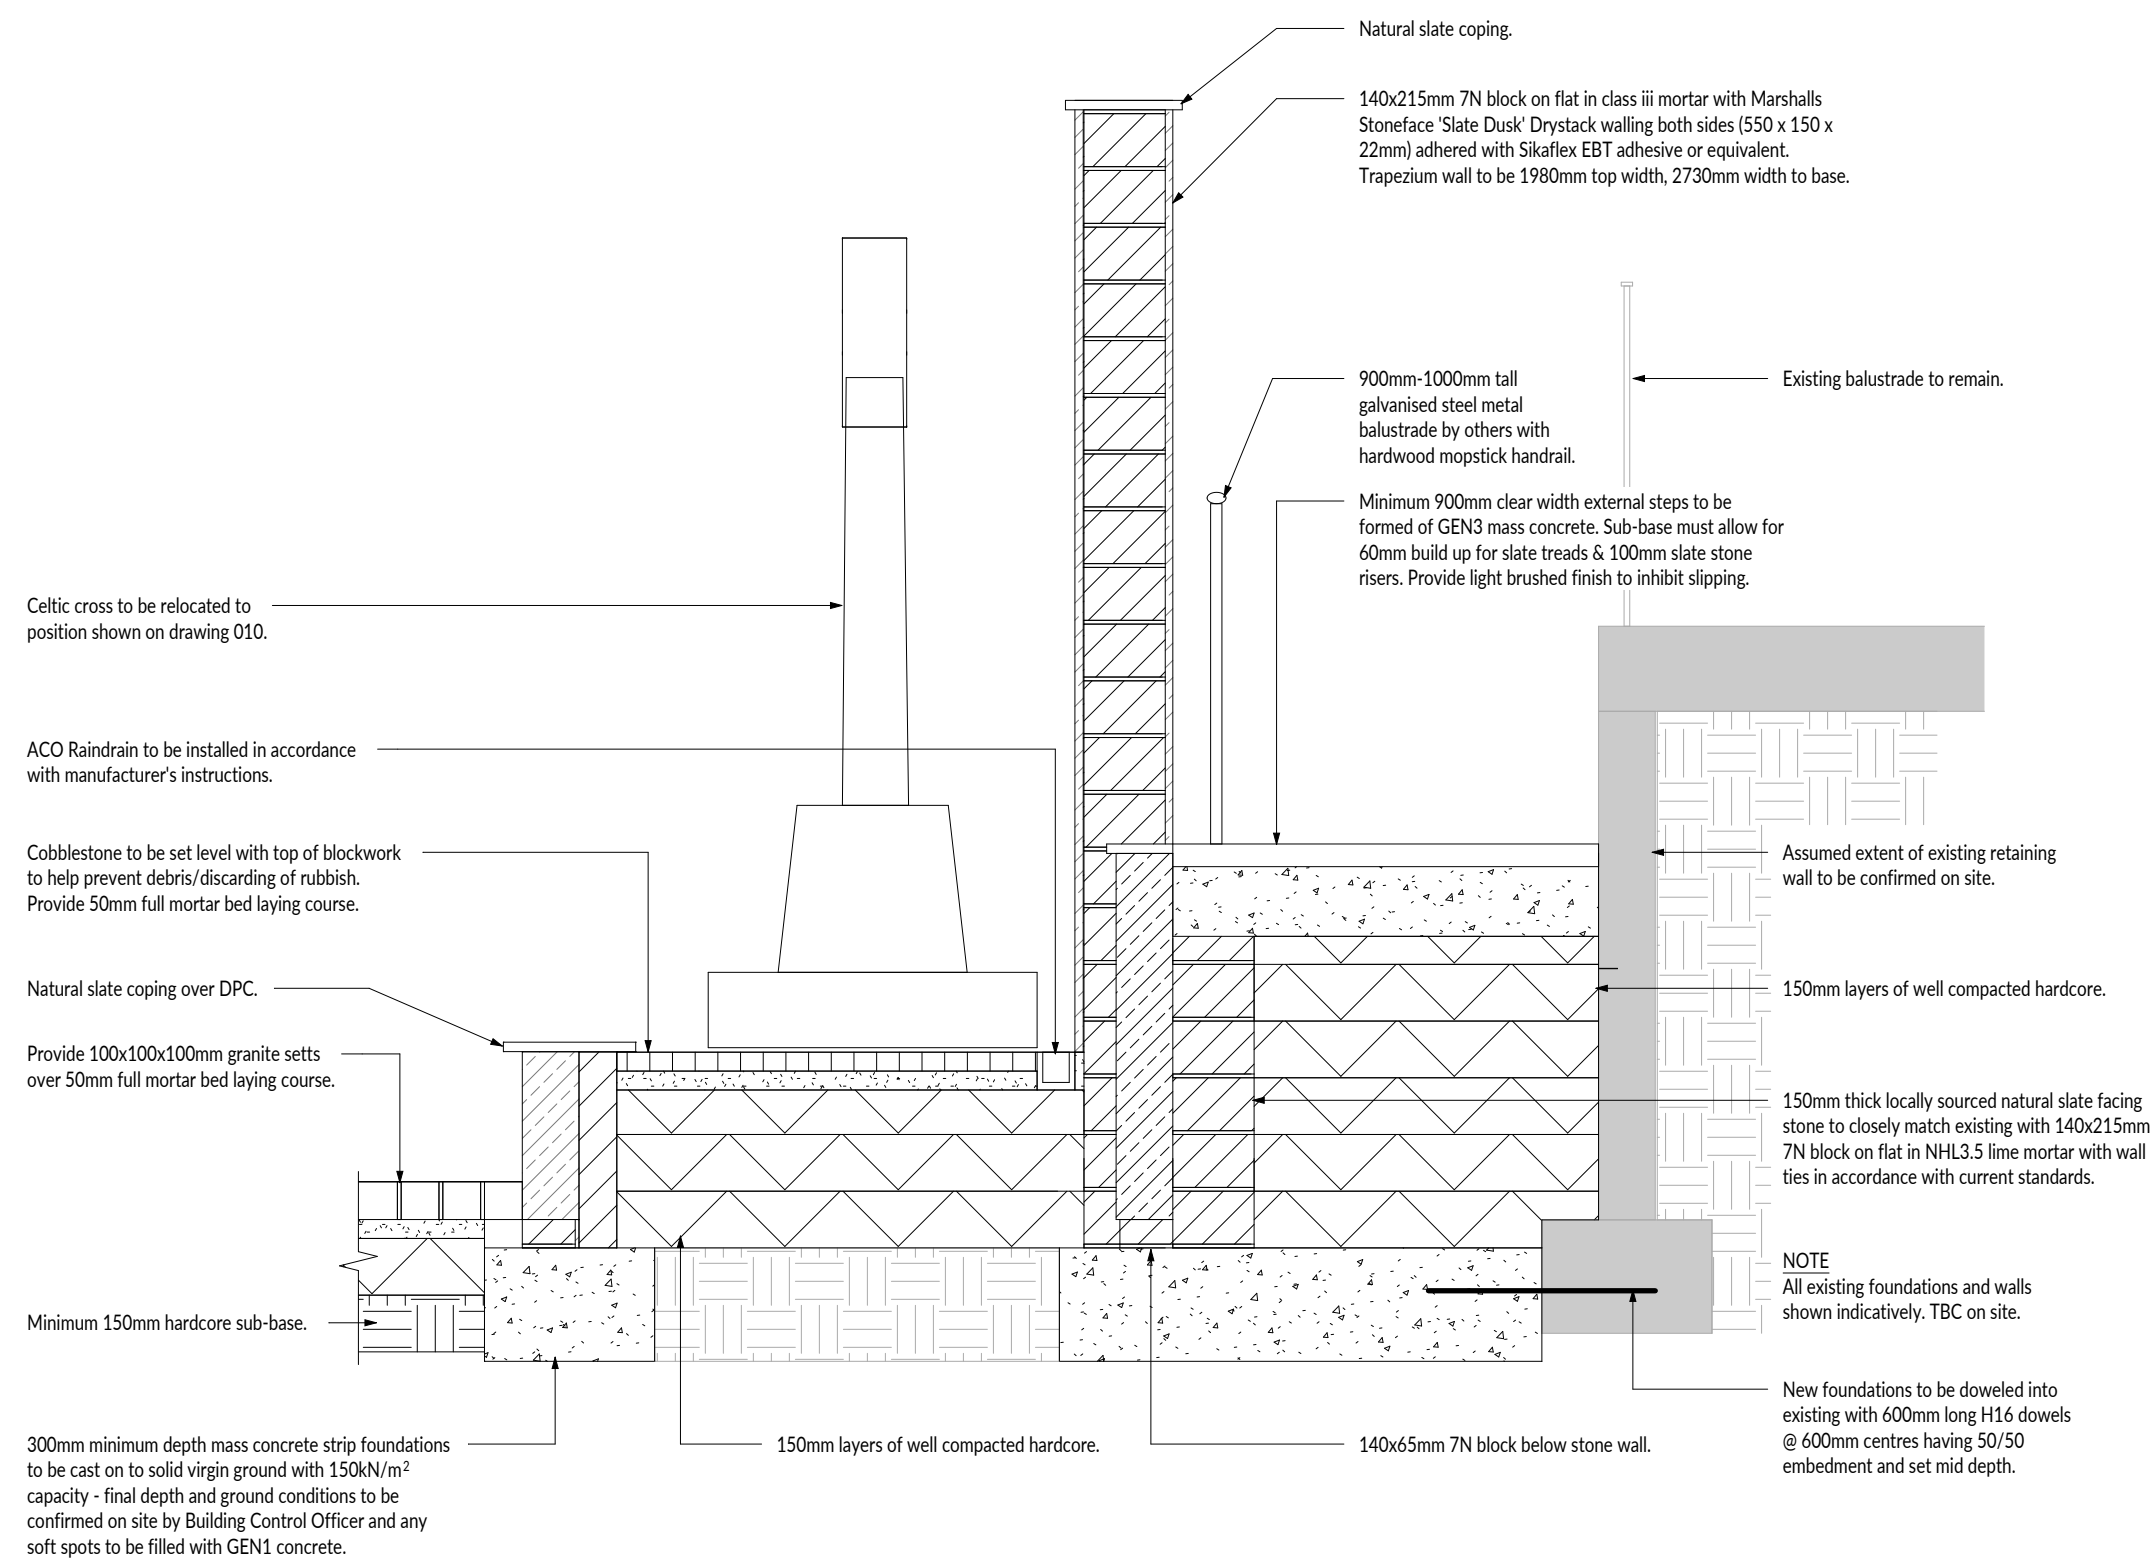 Natural slate coping.
140x215mm 7N block on flat in class iii mortar with Marshalls
Stoneface 'Slate Dusk' Drystack walling both sides (550 x 150 x
22mm) adhered with Sikaflex EBT adhesive or equivalent.
Trapezium wall to be 1980mm top width, 2730mm width to base.
900mm-1000mm tall
galvanised steel metal
balustrade by others with
hardwood mopstick handrail.
Existing balustrade to remain.
Minimum 900mm clear width external steps to be
formed of GEN3 mass concrete. Sub-base must allow for
60mm build up for slate treads & 100mm slate stone
risers. Provide light brushed finish to inhibit slipping.
Celtic cross to be relocated to
position shown on drawing 010.
ACO Raindrain to be installed in accordance
with manufacturer's instructions.
Cobblestone to be set level with top of blockwork
to help prevent debris/discarding of rubbish.
Provide 50mm full mortar bed laying course.
Assumed extent of existing retaining
wall to be confirmed on site.
Natural slate coping over DPC.
150mm layers of well compacted hardcore.
Provide 100x100x100mm granite setts
over 50mm full mortar bed laying course.
150mm thick locally sourced natural slate facing
stone to closely match existing with 140x215mm
7N block on flat in NHL3.5 lime mortar with wall
ties in accordance with current standards.
NOTE
All existing foundations and walls
shown indicatively. TBC on site.
Minimum 150mm hardcore sub-base.
New foundations to be doweled into
existing with 600mm long H16 dowels
@ 600mm centres having 50/50
embedment and set mid depth.
300mm minimum depth mass concrete strip foundations
to be cast on to solid virgin ground with 150kN/m²
capacity - final depth and ground conditions to be
confirmed on site by Building Control Officer and any
soft spots to be filled with GEN1 concrete.
150mm layers of well compacted hardcore.
140x65mm 7N block below stone wall.